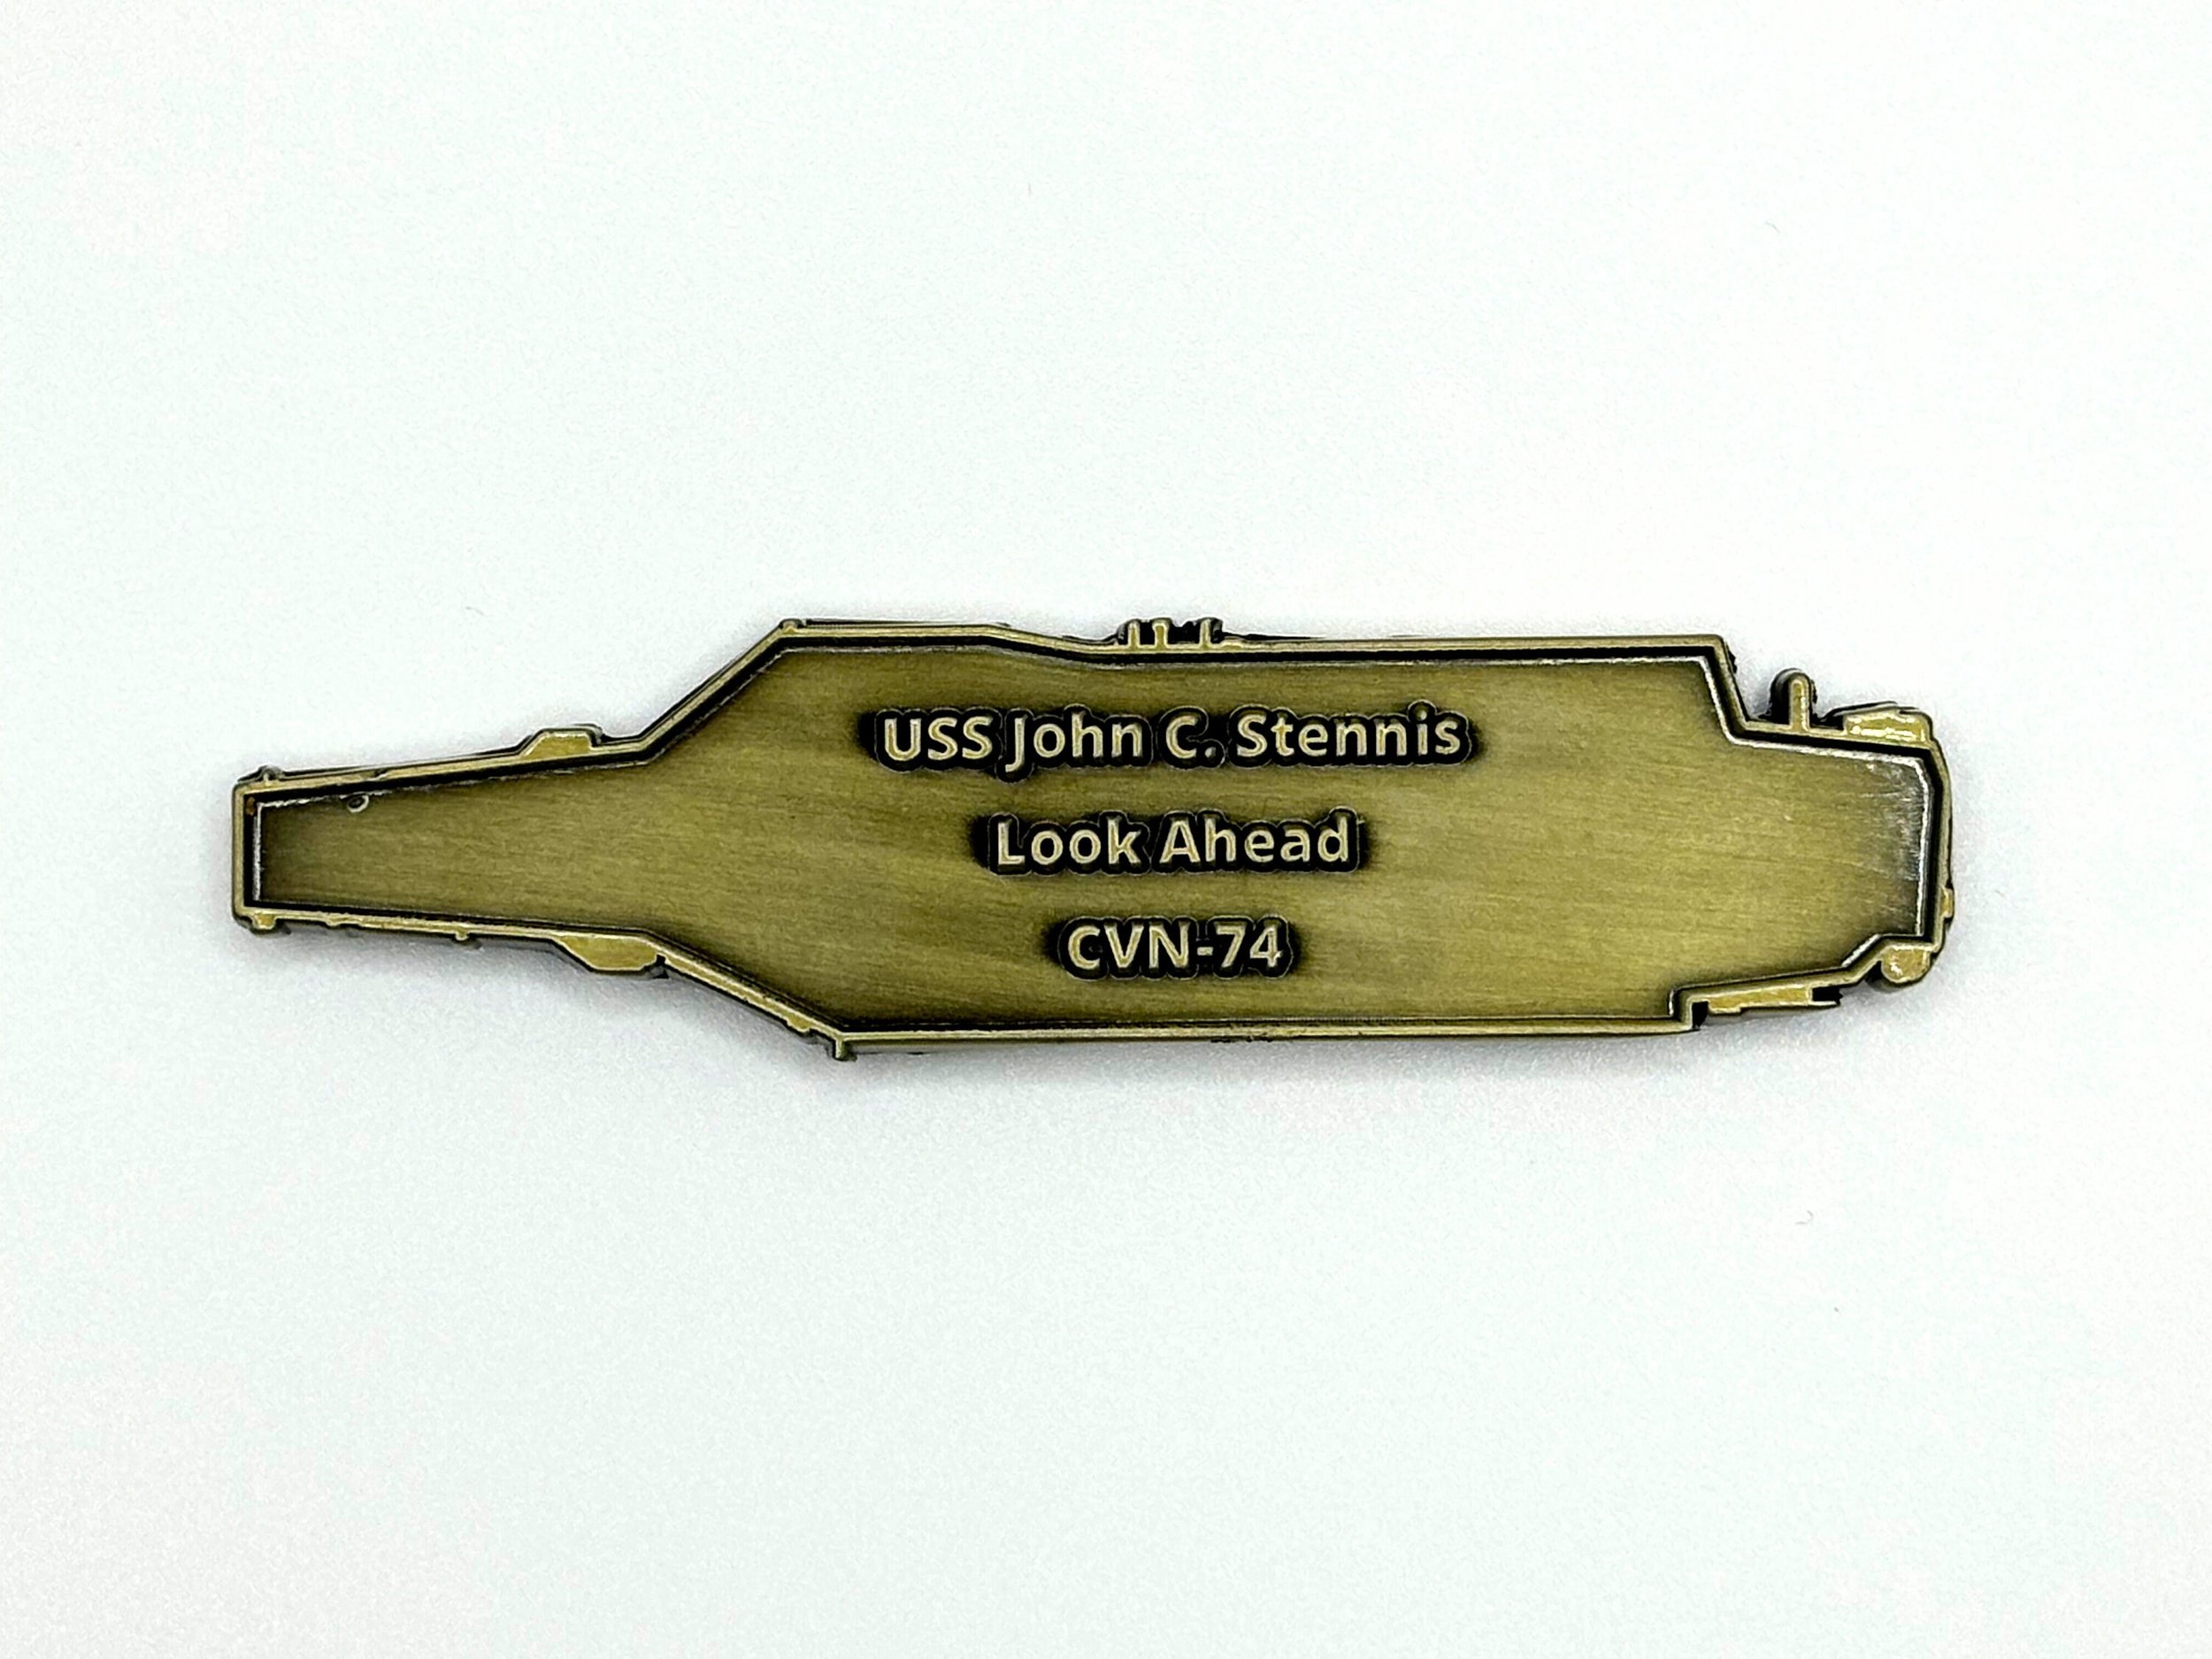 USS John C. Stennis
Look Ahead
CVN-74